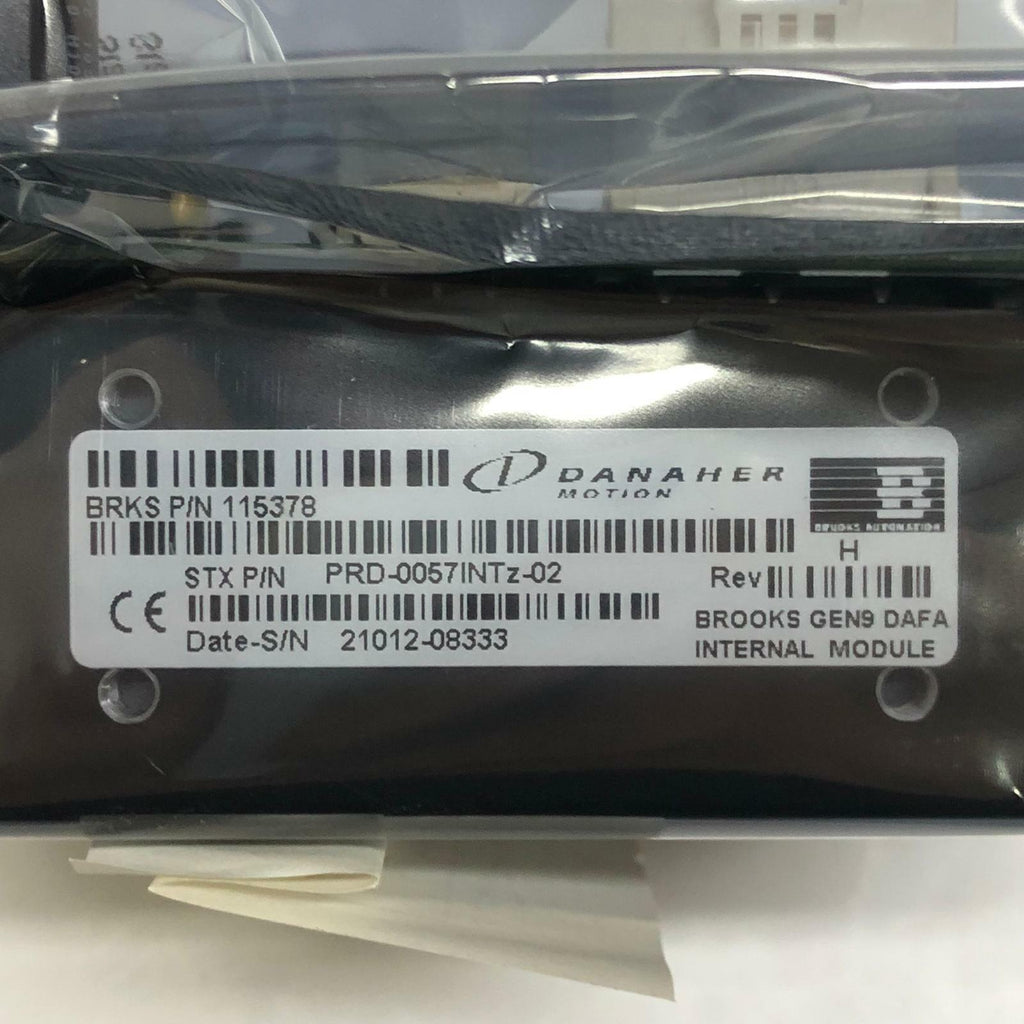 DANAHER
MOTION
BRKS P/N 115378
BROOKS AUTOMATION
H
STX P/N PRD-0057INTz-02
Rev
CE
BROOKS GEN9 DAFA
Date-S/N 21012-08333
INTERNAL MODULE